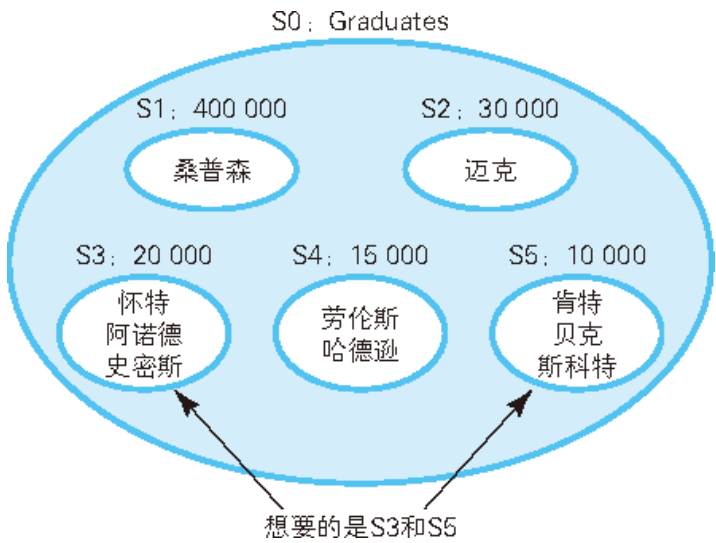 S0：Graduates
S1：400 000
S2：30 000
桑普森
迈克
S3：20 000
S4：15 000
S5：10 000
怀特
阿诺德
史密斯
劳伦斯
哈德逊
肯特
贝克
斯科特
想要的是S3和S5